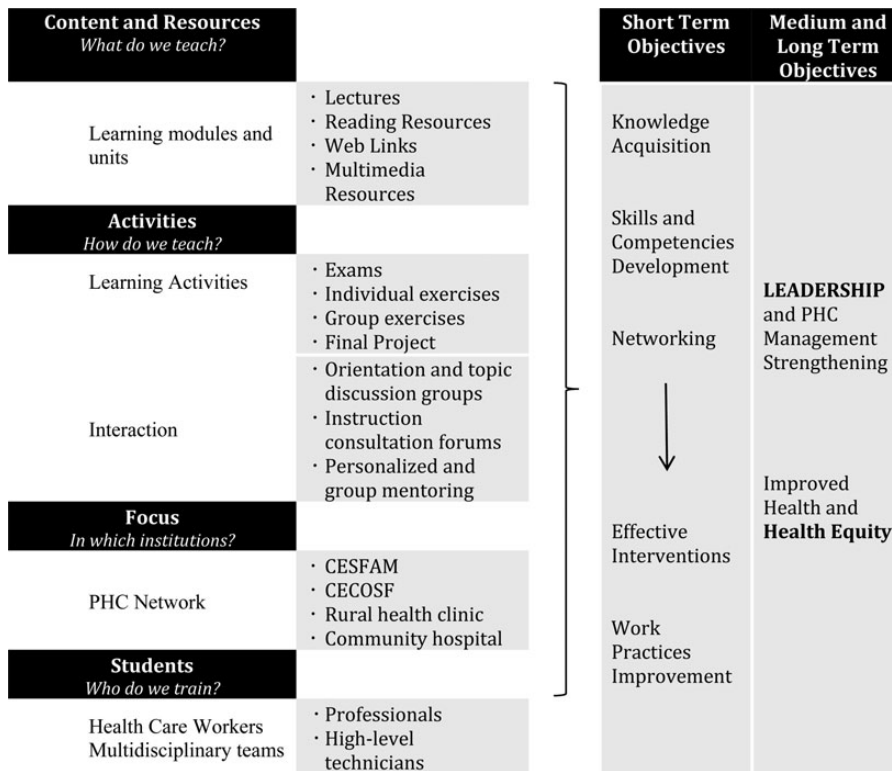 Content and Resources
What do we teach?
Learning modules and
units
· Lectures
· Reading Resources
· Web Links
· Multimedia
Resources
Activities
How do we teach?
Learning Activities
· Exams
· Individual exercises
· Group exercises
· Final Project
Interaction
· Orientation and topic
discussion groups
· Instruction
consultation forums
· Personalized and
group mentoring
Focus
In which institutions?
PHC Network
· CESFAM
· CECOSF
· Rural health clinic
· Community hospital
Students
Who do we train?
Health Care Workers
Multidisciplinary teams
· Professionals
· High-level
technicians
Short Term
Objectives
Knowledge
Acquisition
Skills and
Competencies
Development
Networking
Effective
Interventions
Work
Practices
Improvement
Medium and
Long Term
Objectives
LEADERSHIP
and PHC
Management
Strengthening
Improved
Health and
Health Equity